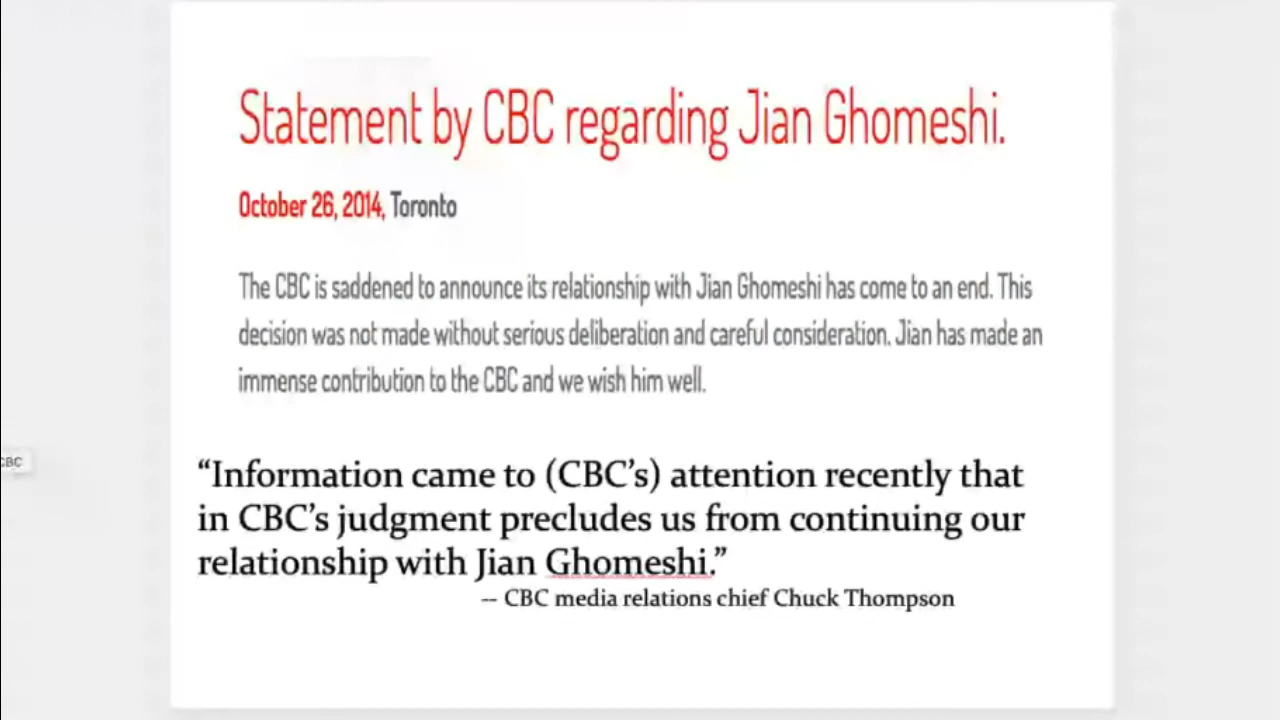 Statement by CBC regarding Jian Ghomeshi.
October 26, 2014, Toronto
The CBC is saddened to announce its relationship with Jian Ghomeshi has come to an end. This
decision was not made without serious deliberation and careful consideration. Jian has made an
immense contribution to the CBC and we wish him well.
CBC
“Information came to (CBC’s) attention recently that
in CBC’s judgment precludes us from continuing our
relationship with Jian Ghomeshi.”
-- CBC media relations chief Chuck Thompson